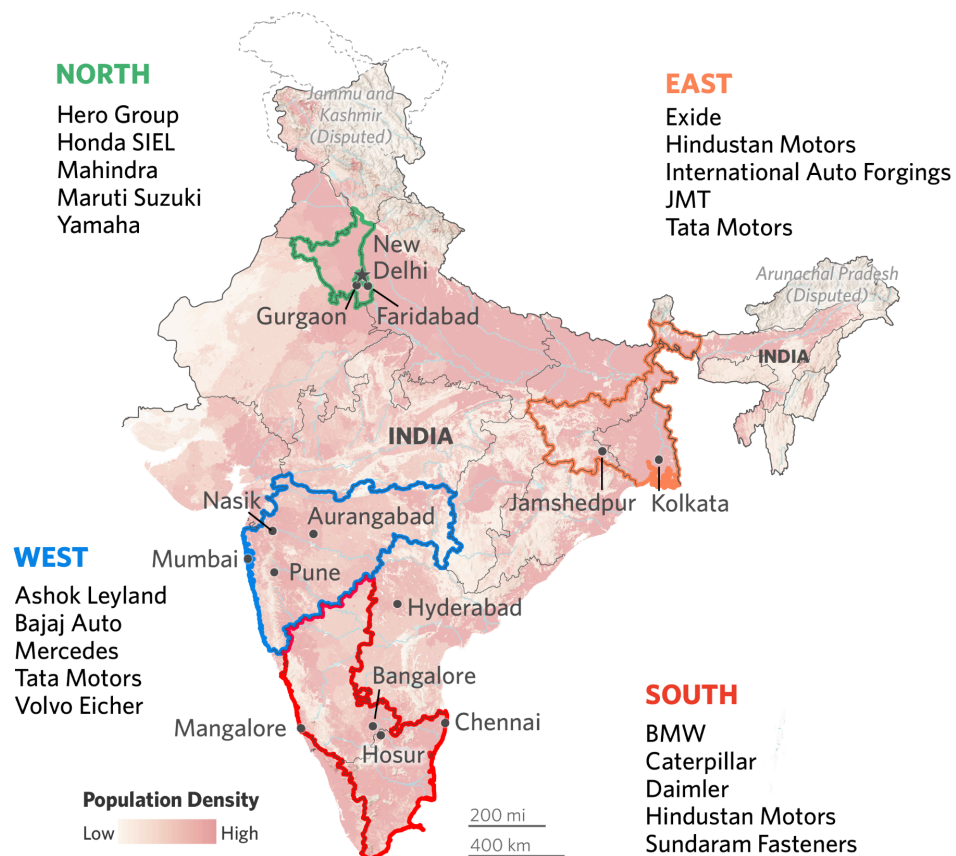 NORTH
Hero Group
Honda SIEL
Mahindra
Maruti Suzuki
Yamaha
EAST
Exide
Hindustan Motors
International Auto Forgings
JMT
Tata Motors
Jammu and
Kashmir
(Disputed)
New
Delhi
Gurgaon
Faridabad
Arunachal Pradesh
(Disputed)
INDIA
INDIA
Jamshedpur
Kolkata
Nasik
Aurangabad
Mumbai
Pune
Hyderabad
WEST
Ashok Leyland
Bajaj Auto
Mercedes
Tata Motors
Volvo Eicher
Bangalore
Mangalore
Chennai
Hosur
SOUTH
BMW
Caterpillar
Daimler
Hindustan Motors
Sundaram Fasteners
Population Density
Low
High
200 mi
400 km